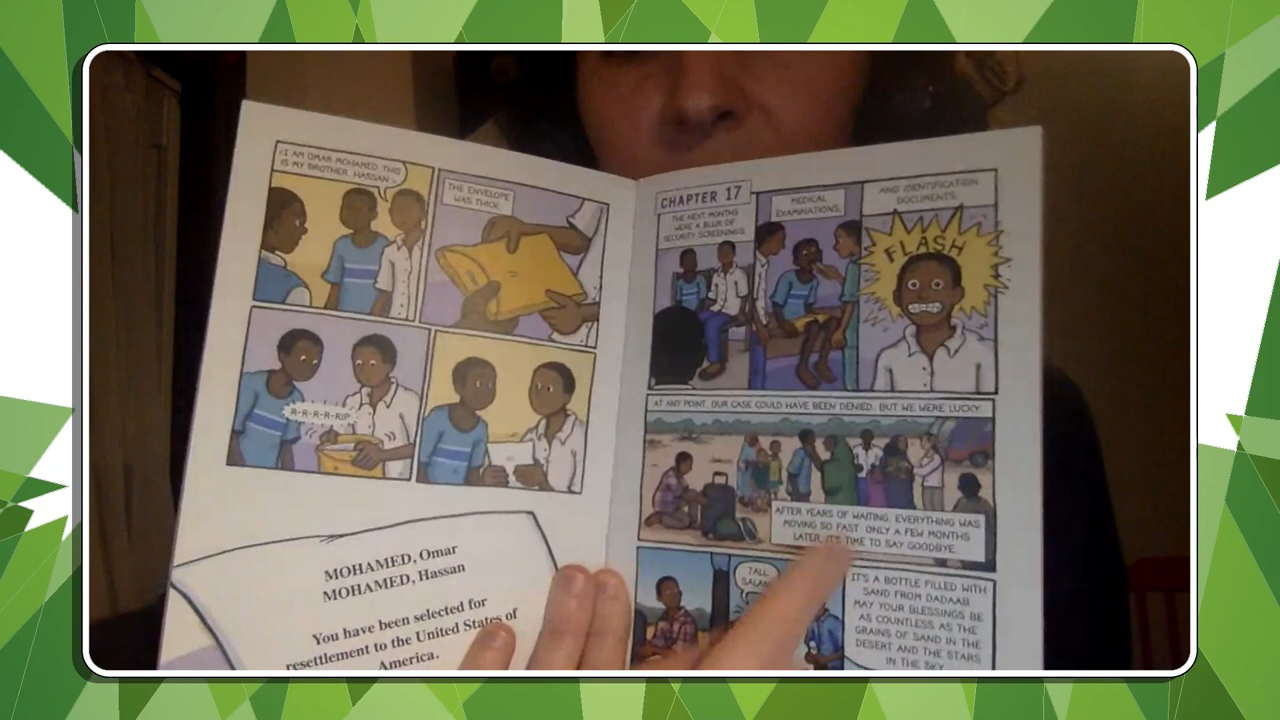 <I AM OMAR MOHAMED. THIS
IS MY BROTHER, HASSAN.>
THE ENVELOPE
WAS THICK.
R-R-R-R-RIP
MOHAMED, Omar
MOHAMED, Hassan
You have been selected for
resettlement to the United States of
America.
CHAPTER 17
THE NEXT MONTHS
WERE A BLUR OF
SECURITY SCREENINGS,
MEDICAL
EXAMINATIONS,
AND IDENTIFICATION
DOCUMENTS.
FLASH
AT ANY POINT, OUR CASE COULD HAVE BEEN DENIED. BUT WE WERE LUCKY.
AFTER YEARS OF WAITING, EVERYTHING WAS
MOVING SO FAST. ONLY A FEW MONTHS
LATER, IT'S TIME TO SAY GOODBYE.
TALL
IT'S A BOTTLE FILLED WITH
SAND FROM DADAAB.
MAY YOUR BLESSINGS BE
AS COUNTLESS AS THE
GRAINS OF SAND IN THE
DESERT AND THE STARS
IN THE SKY